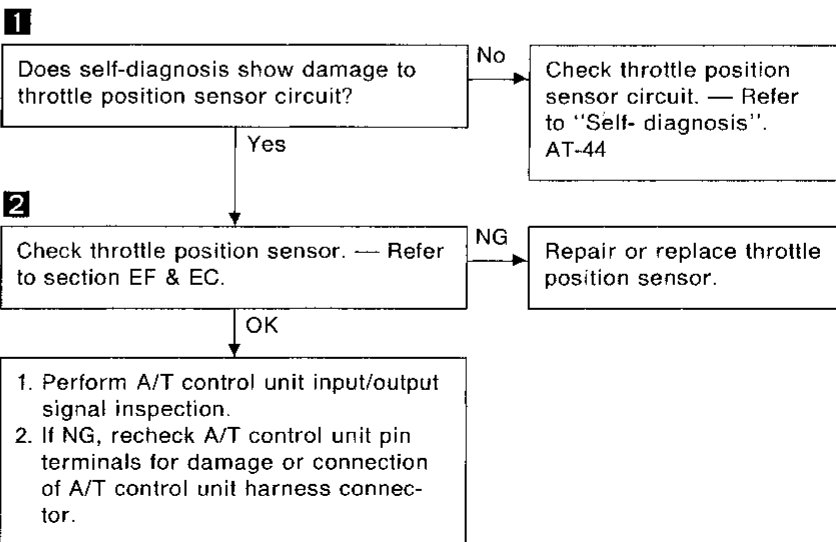 1
Does self-diagnosis show damage to
throttle position sensor circuit?
No
Check throttle position
sensor circuit. — Refer
to "Self- diagnosis".
AT-44
Yes
2
Check throttle position sensor. — Refer
to section EF & EC.
NG
Repair or replace throttle
position sensor.
OK
1. Perform A/T control unit input/output
signal inspection.
2. If NG, recheck A/T control unit pin
terminals for damage or connection
of A/T control unit harness connec-
tor.